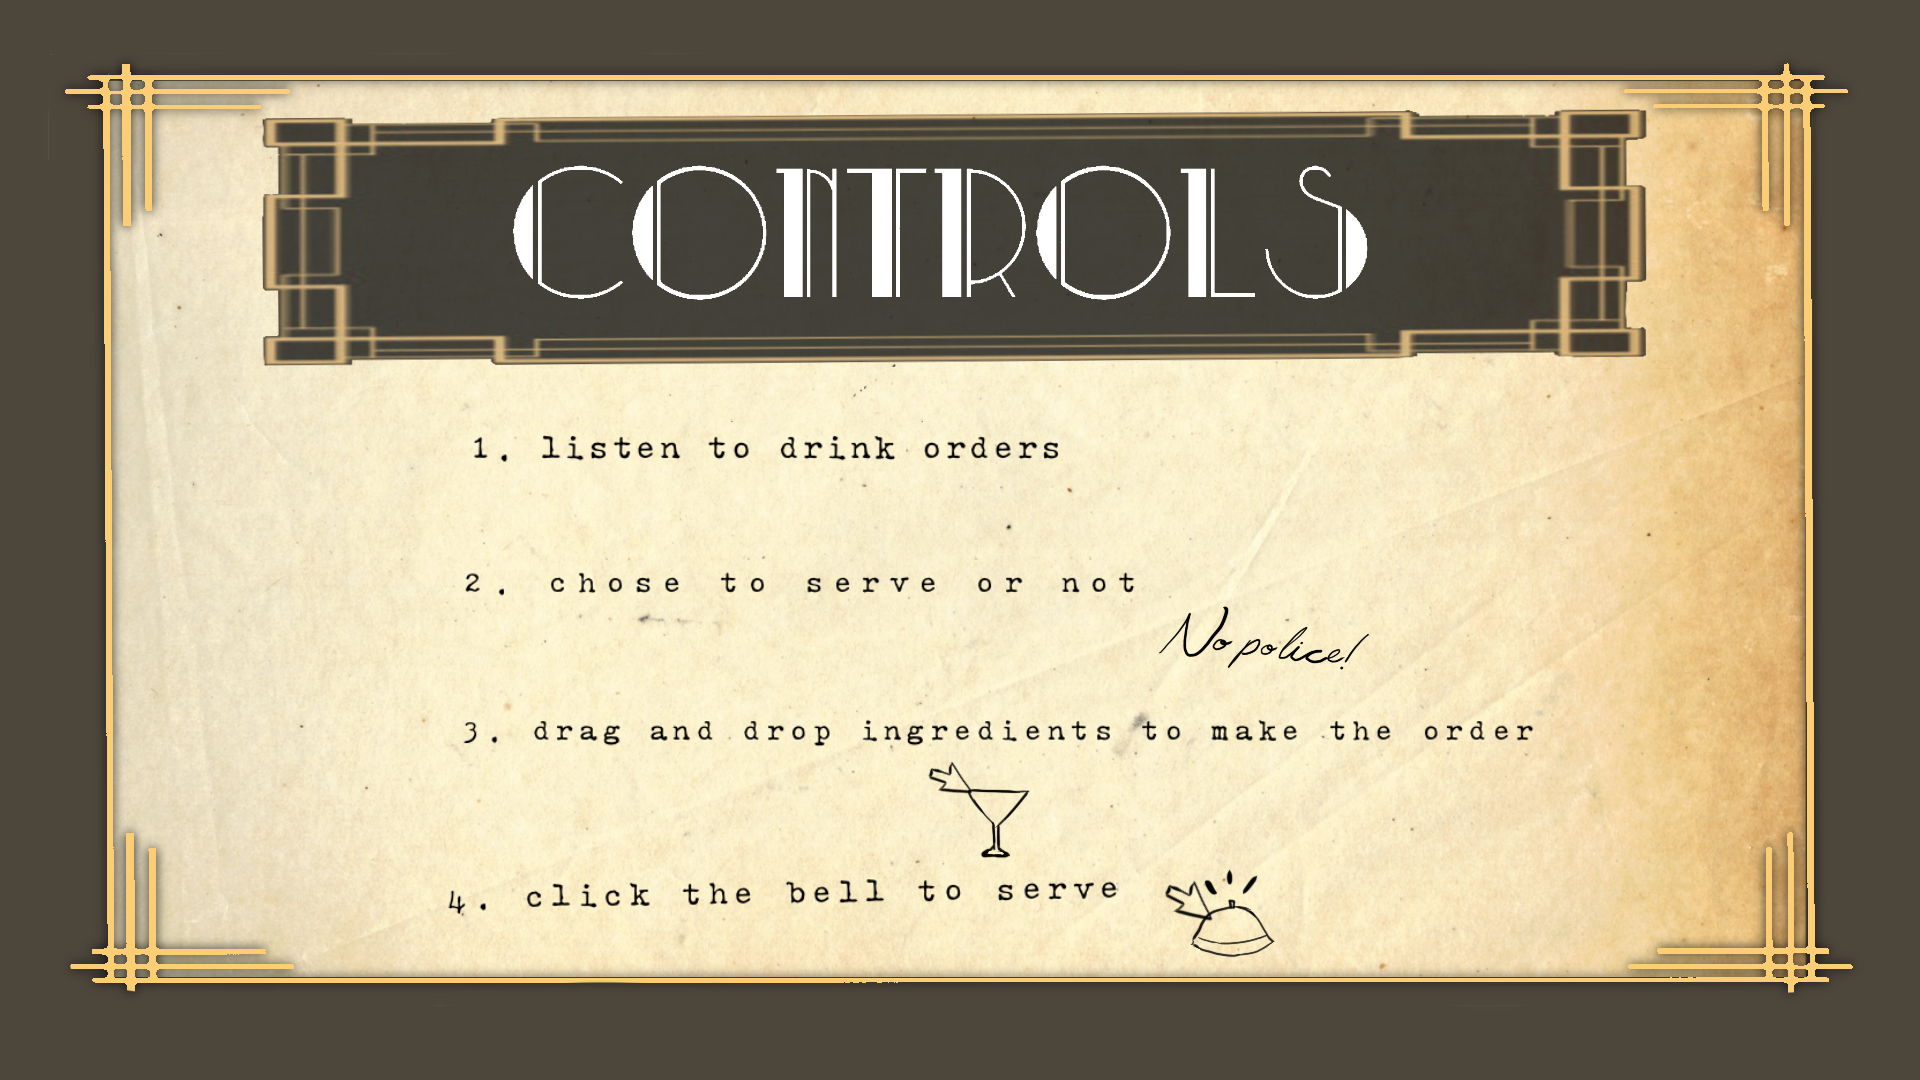 CONTROLS
1. listen to drink orders
2. chose to serve or not
No police!
3. drag and drop ingredients to make the order
4. click the bell to serve